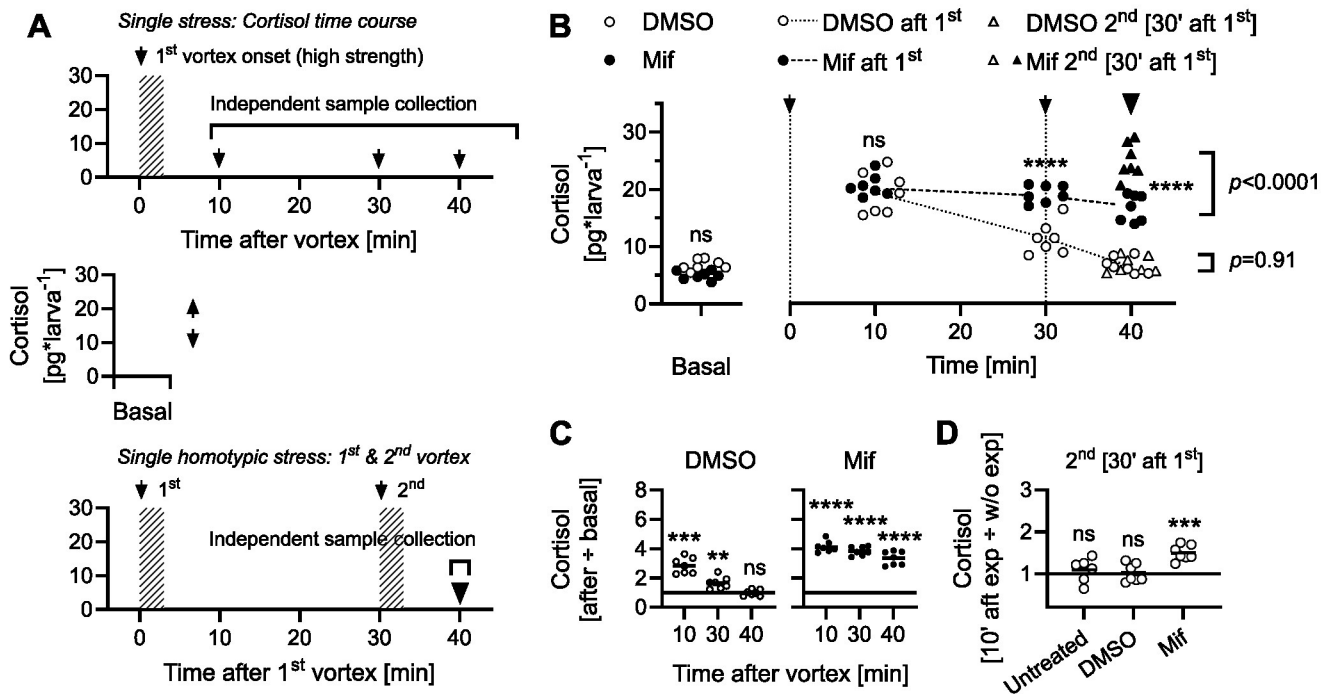 A
Single stress: Cortisol time course
1st vortex onset (high strength)
Independent sample collection
30
20
10
0
0 10 20 30 40
Time after vortex [min]
Cortisol
[pg*larva-1]
30
20
10
0
Basal
Single homotypic stress: 1st & 2nd vortex
1st
2nd
Independent sample collection
30
20
10
0
0 10 20 30 40
Time after 1st vortex [min]
B
DMSO
DMSO aft 1st
DMSO 2nd [30' aft 1st]
Mif
Mif aft 1st
Mif 2nd [30' aft 1st]
Cortisol
[pg*larva-1]
30
20
10
0
ns
Basal
ns
****
****
p<0.0001
p=0.91
0 10 20 30 40
Time [min]
C
DMSO
Mif
Cortisol
[after ÷ basal]
8
6
4
2
0
***
**
ns
****
****
****
10 30 40
10 30 40
Time after vortex [min]
D
2nd [30' aft 1st]
Cortisol
[10' aft exp ÷ w/o exp]
3
2
1
ns
ns
***
Untreated
DMSO
Mif